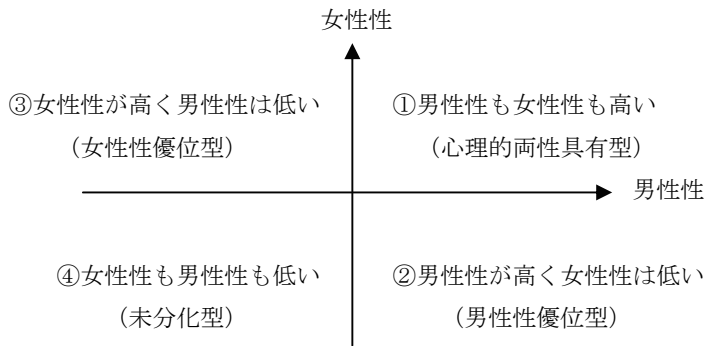 女性性
③女性性が高く男性性は低い
(女性性優位型)
①男性性も女性性も高い
(心理的両性具有型)
男性性
④女性性も男性性も低い
(未分化型)
②男性性が高く女性性は低い
(男性性優位型)